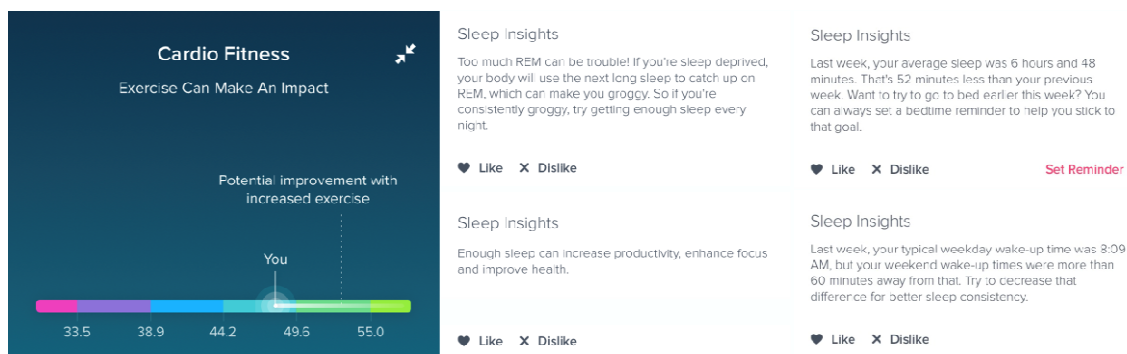 Cardio Fitness
Exercise Can Make An Impact
Potential improvement with
increased exercise
You
33.5 38.9 44.2 49.5 55.0
Sleep Insights
Too much REM can be trouble! If you're sleep deprived,
your body will use the next long sleep to catch up on
REM, which can make you groggy. So if you're
consistently groggy, try getting enough sleep every
night.
Like Dislike
Sleep Insights
Enough sleep can increase productivity, enhance focus
and improve health.
Like Dislike
Sleep Insights
Last week, your average sleep was 6 hours and 48
minutes. That's 52 minutes less than your previous
week. Want to try to go to bed earlier this week? You
can always set a bedtime reminder to help you stick to
that goal.
Like Dislike Set Reminder
Sleep Insights
Last week, your typical weekday wake-up time was 8:09
AM, but your weekend wake-up times were more than
60 minutes away from that. Try to decrease that
difference for better sleep consistency.
Like Dislike